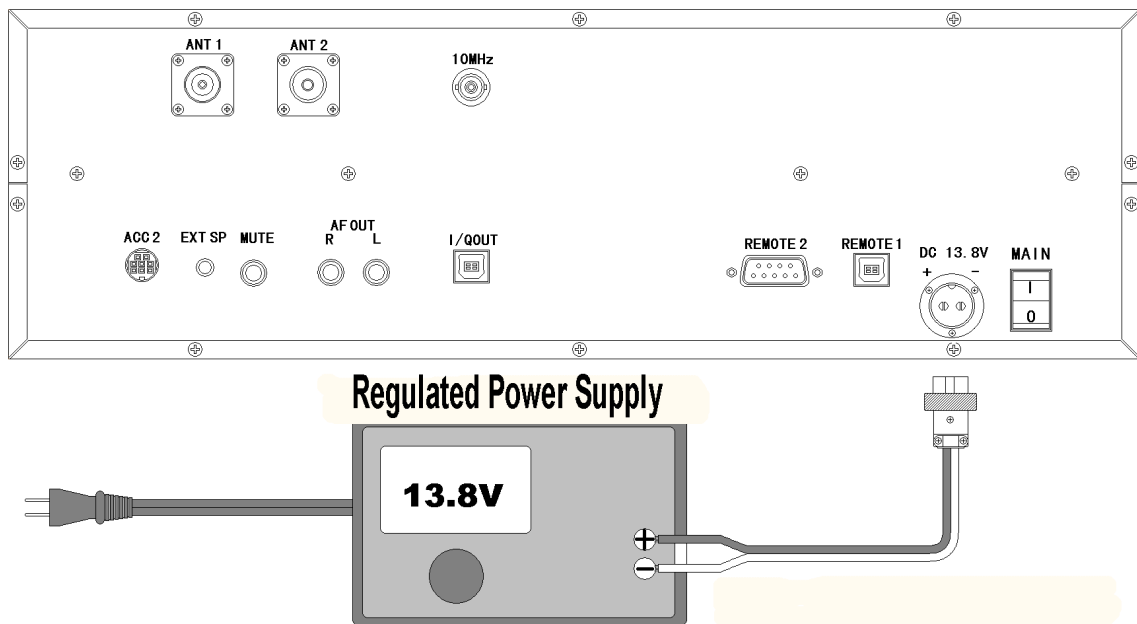 ANT 1
ANT 2
10MHz
ACC 2
EXT SP
MUTE
AF OUT
R
L
I/QOUT
REMOTE 2
REMOTE 1
DC 13.8V
+
−
MAIN
I
0
Regulated Power Supply
13.8V
+
−